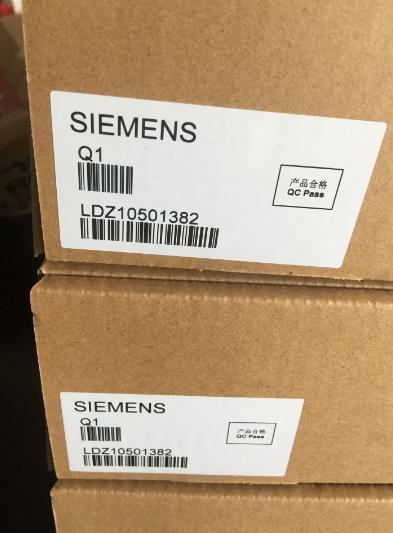 SIEMENS
Q1
产品合格
QC Pass
LDZ10501382
SIEMENS
Q1
产品合格
QC Pass
LDZ10501382